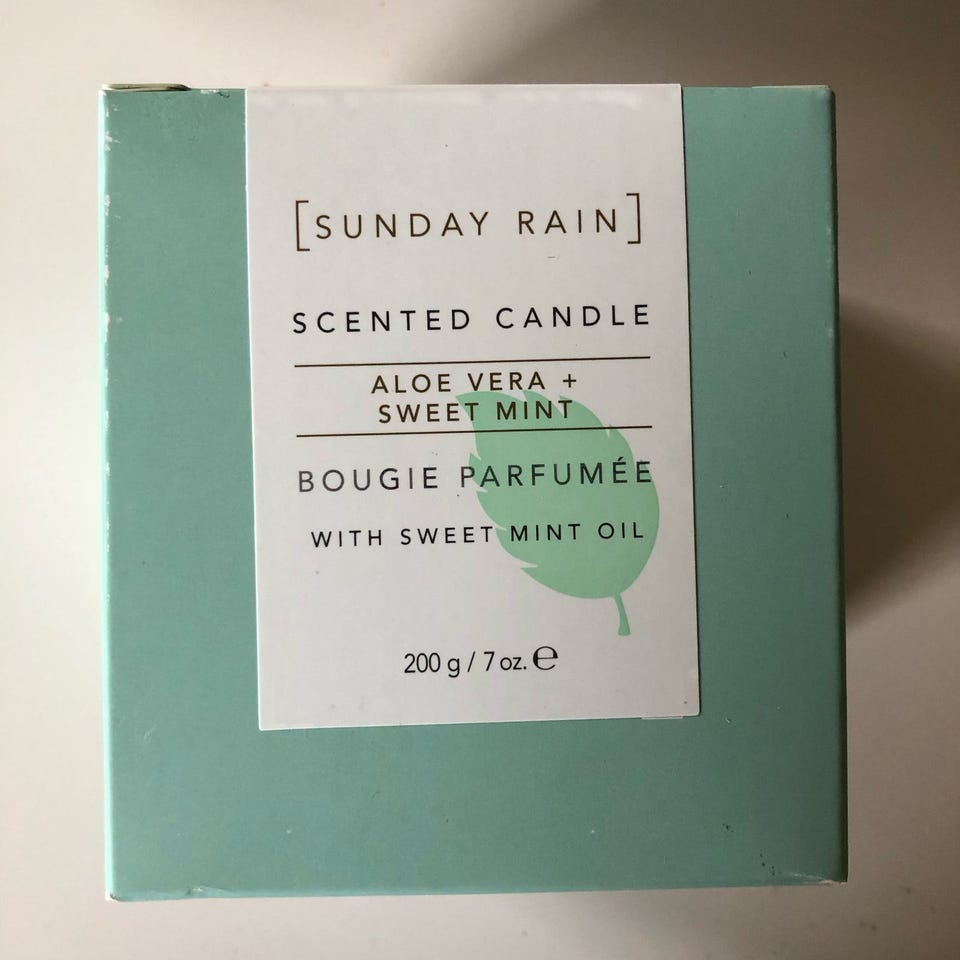 [SUNDAY RAIN]
SCENTED CANDLE
ALOE VERA +
SWEET MINT
BOUGIE PARFUMÉE
WITH SWEET MINT OIL
200 g / 7 oz. ℮